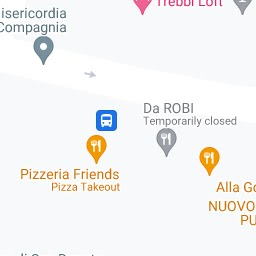 Trebbi Loft
isericordia
Compagnia
Da ROBI
Temporarily closed
Pizzeria Friends
Pizza Takeout
Alla Go
NUOVO
PU